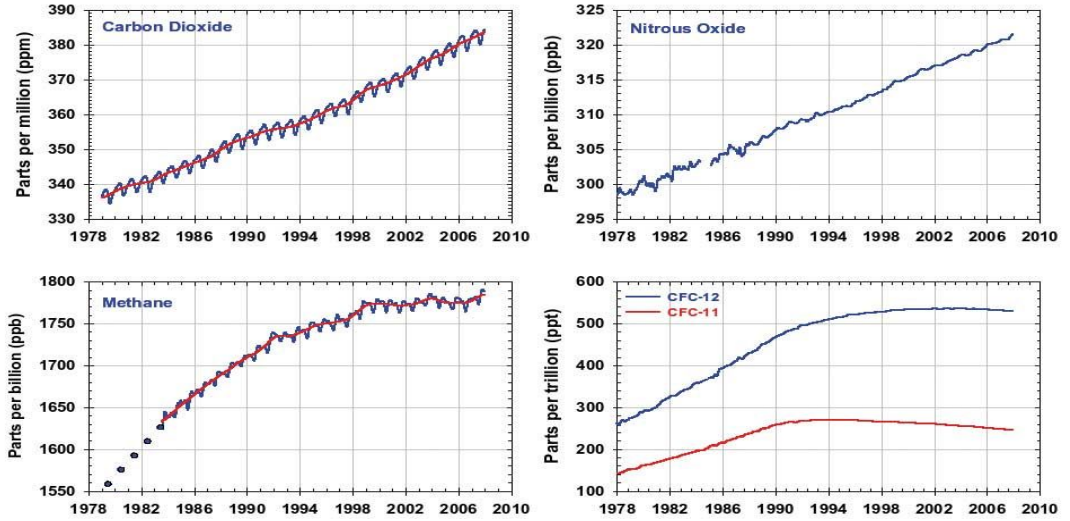 Carbon Dioxide
Parts per million (ppm)
390
380
370
360
350
340
330
1978 1982 1986 1990 1994 1998 2002 2006 2010
Nitrous Oxide
Parts per billion (ppb)
325
320
315
310
305
300
295
1978 1982 1986 1990 1994 1998 2002 2006 2010
Methane
Parts per billion (ppb)
1800
1750
1700
1650
1600
1550
1978 1982 1986 1990 1994 1998 2002 2006 2010
CFC-12
CFC-11
Parts per trillion (ppt)
600
500
400
300
200
100
1978 1982 1986 1990 1994 1998 2002 2006 2010